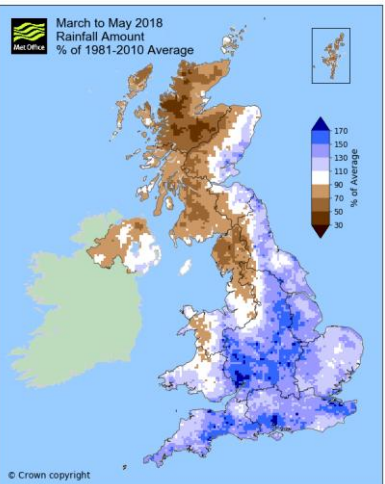 March to May 2018
Rainfall Amount
% of 1981-2010 Average
Met Office
170
150
130
110
90
70
50
30
% of Average
© Crown copyright